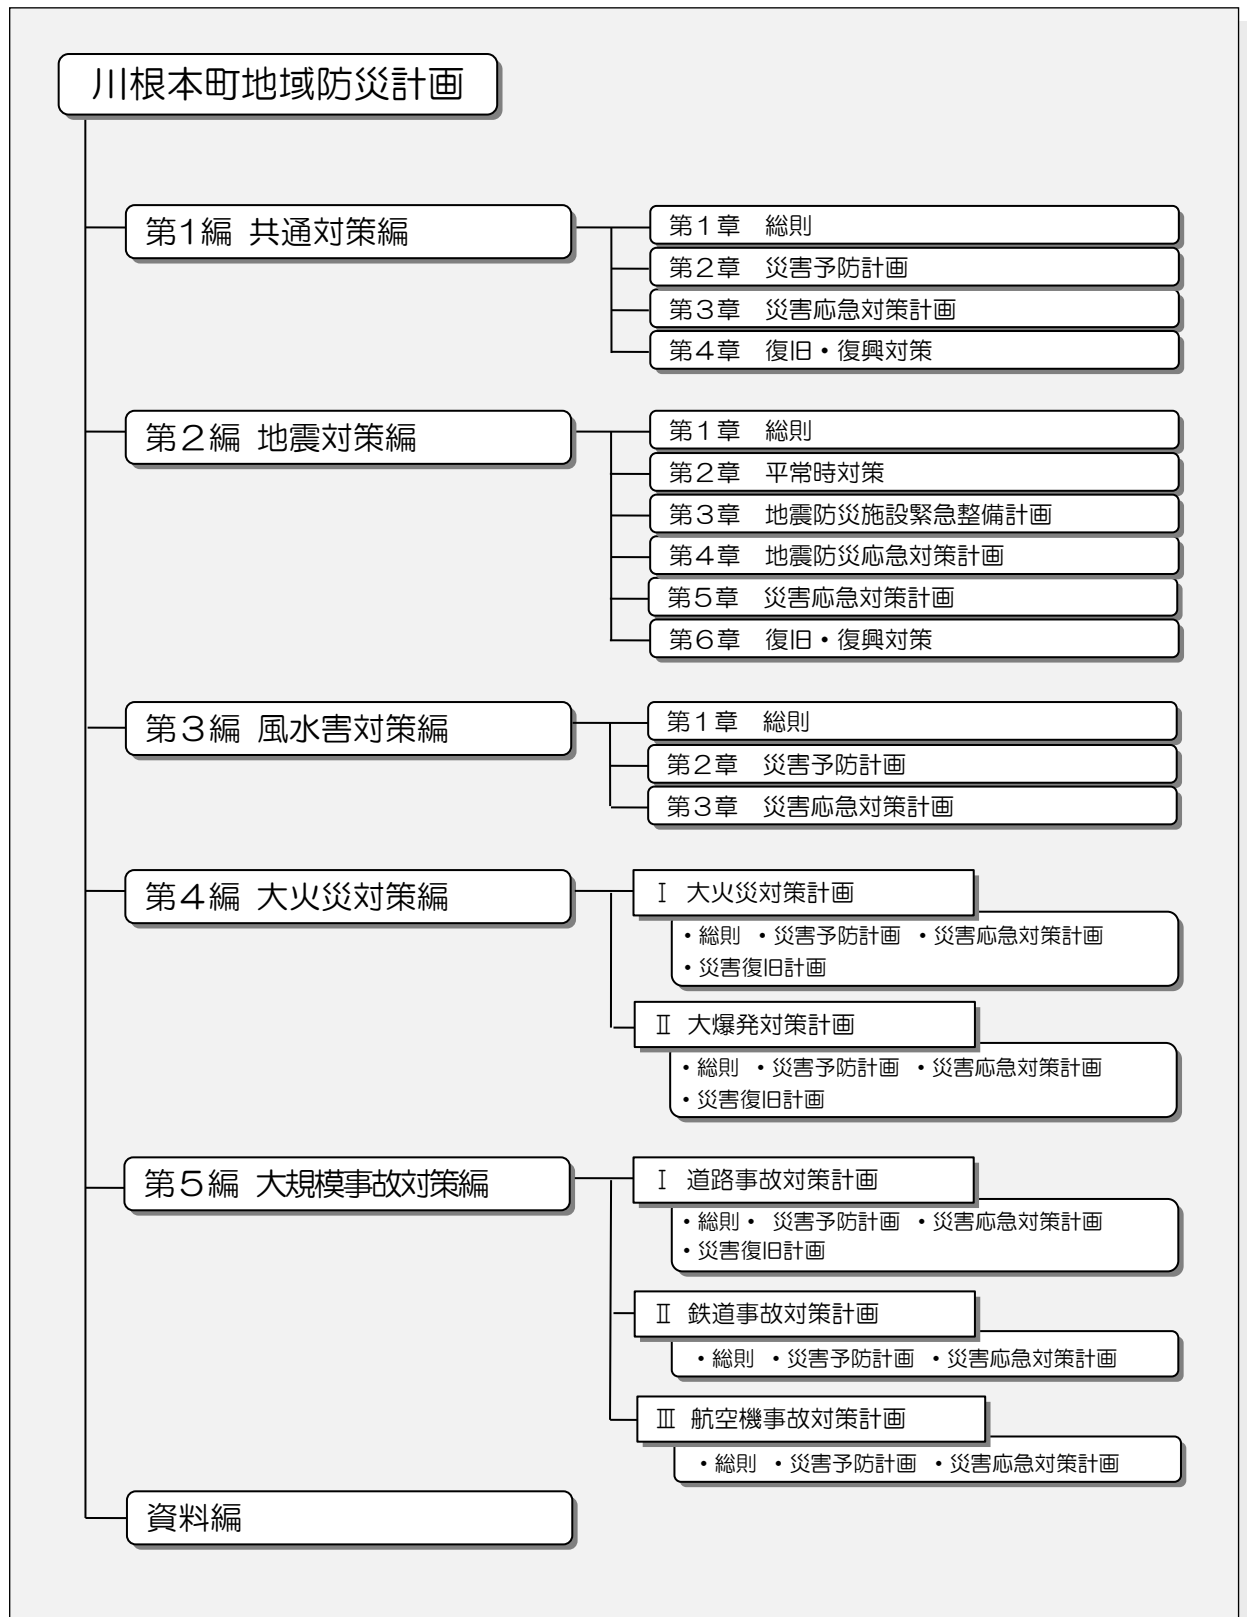 川根本町地域防災計画
第1編 共通対策編
第1章 総則
第2章 災害予防計画
第3章 災害応急対策計画
第4章 復旧・復興対策
第2編 地震対策編
第1章 総則
第2章 平常時対策
第3章 地震防災施設緊急整備計画
第4章 地震防災応急対策計画
第5章 災害応急対策計画
第6章 復旧・復興対策
第3編 風水害対策編
第1章 総則
第2章 災害予防計画
第3章 災害応急対策計画
第4編 大火災対策編
Ⅰ 大火災対策計画
・総則 ・災害予防計画 ・災害応急対策計画
・災害復旧計画
Ⅱ 大爆発対策計画
・総則 ・災害予防計画 ・災害応急対策計画
・災害復旧計画
第5編 大規模事故対策編
Ⅰ 道路事故対策計画
・総則・ 災害予防計画 ・災害応急対策計画
・災害復旧計画
Ⅱ 鉄道事故対策計画
・総則 ・災害予防計画 ・災害応急対策計画
Ⅲ 航空機事故対策計画
・総則 ・災害予防計画 ・災害応急対策計画
資料編